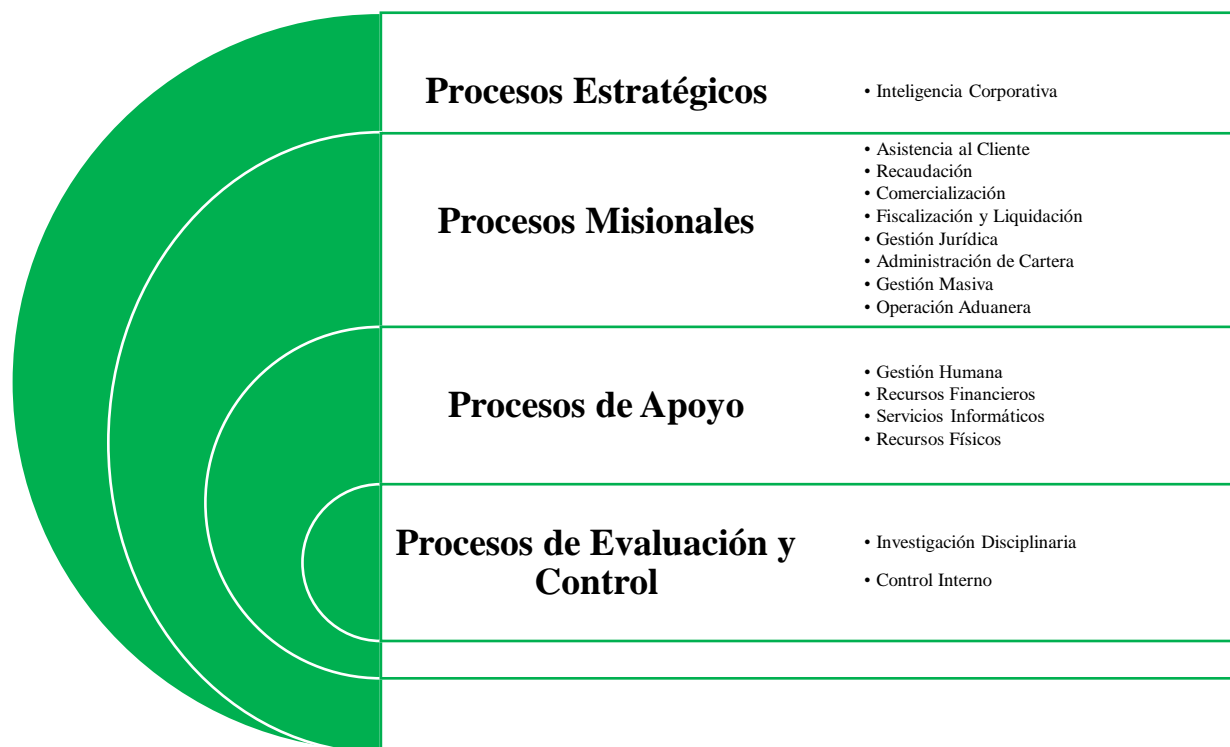 Procesos Estratégicos
• Inteligencia Corporativa
Procesos Misionales
• Asistencia al Cliente
• Recaudación
• Comercialización
• Fiscalización y Liquidación
• Gestión Jurídica
• Administración de Cartera
• Gestión Masiva
• Operación Aduanera
Procesos de Apoyo
• Gestión Humana
• Recursos Financieros
• Servicios Informáticos
• Recursos Físicos
Procesos de Evaluación y
Control
• Investigación Disciplinaria
• Control Interno